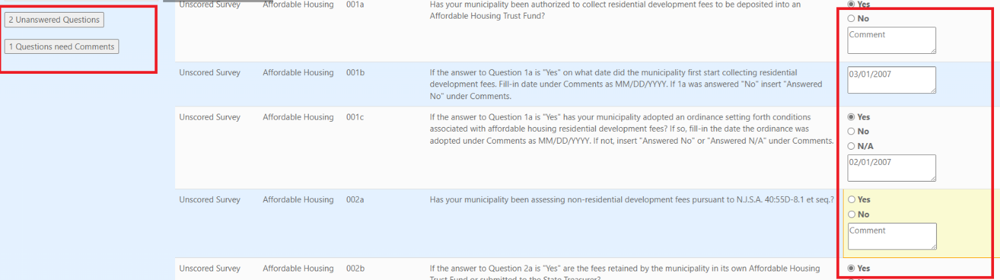 2 Unanswered Questions
1 Questions need Comments
Unscored Survey Affordable Housing 001a Has your municipality been authorized to collect residential development fees to be deposited into an Yes
Affordable Housing Trust Fund? No
Comment
Unscored Survey Affordable Housing 001b If the answer to Question 1a is "Yes" on what date did the municipality first start collecting residential 03/01/2007
development fees. Fill-in date under Comments as MM/DD/YYYY. If 1a was answered "No" insert "Answered
No" under Comments.
Unscored Survey Affordable Housing 001c If the answer to Question 1a is "Yes" has your municipality adopted an ordinance setting forth conditions Yes
associated with affordable housing residential development fees? If so, fill-in the date the ordinance was No
adopted under Comments as MM/DD/YYYY. If not, insert "Answered No" or "Answered N/A" under Comments. N/A
02/01/2007
Unscored Survey Affordable Housing 002a Has your municipality been assessing non-residential development fees pursuant to N.J.S.A. 40:55D-8.1 et seq.? Yes
No
Comment
Unscored Survey Affordable Housing 002b If the answer to Question 2a is "Yes" are the fees retained by the municipality in its own Affordable Housing Yes
Trust Fund or submitted to the State Treasurer?